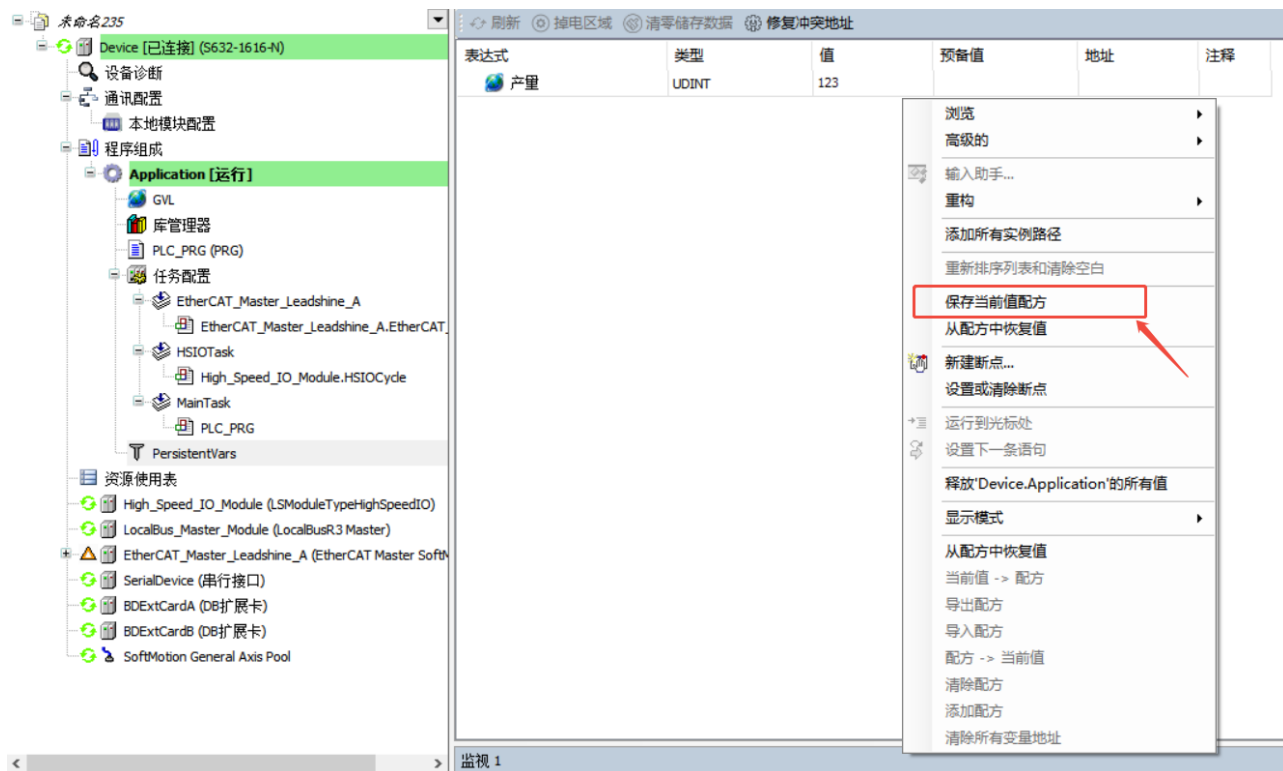 未命名235
Device [已连接] (S632-1616-N)
设备诊断
通讯配置
本地模块配置
程序组成
Application [运行]
GVL
库管理器
PLC_PRG (PRG)
任务配置
EtherCAT_Master_Leadshine_A
EtherCAT_Master_Leadshine_A.EtherCAT_
HSIOTask
High_Speed_IO_Module.HSIOCycle
MainTask
PLC_PRG
PersistentVars
资源使用表
High_Speed_IO_Module (LSModuleTypeHighSpeedIO)
LocalBus_Master_Module (LocalBusR3 Master)
EtherCAT_Master_Leadshine_A (EtherCAT Master SoftM
SerialDevice (串行接口)
BDExtCardA (DB扩展卡)
BDExtCardB (DB扩展卡)
SoftMotion General Axis Pool
刷新 掉电区域 清零储存数据 修复冲突地址
表达式 类型 值 预备值 地址 注释
产量 UDINT 123
浏览
高级的
输入助手...
重构
添加所有实例路径
重新排序列表和清除空白
保存当前值配方
从配方中恢复值
新建断点...
设置或清除断点
运行到光标处
设置下一条语句
释放'Device.Application'的所有值
显示模式
从配方中恢复值
当前值 -> 配方
导出配方
导入配方
配方 -> 当前值
清除配方
添加配方
清除所有变量地址
监视 1